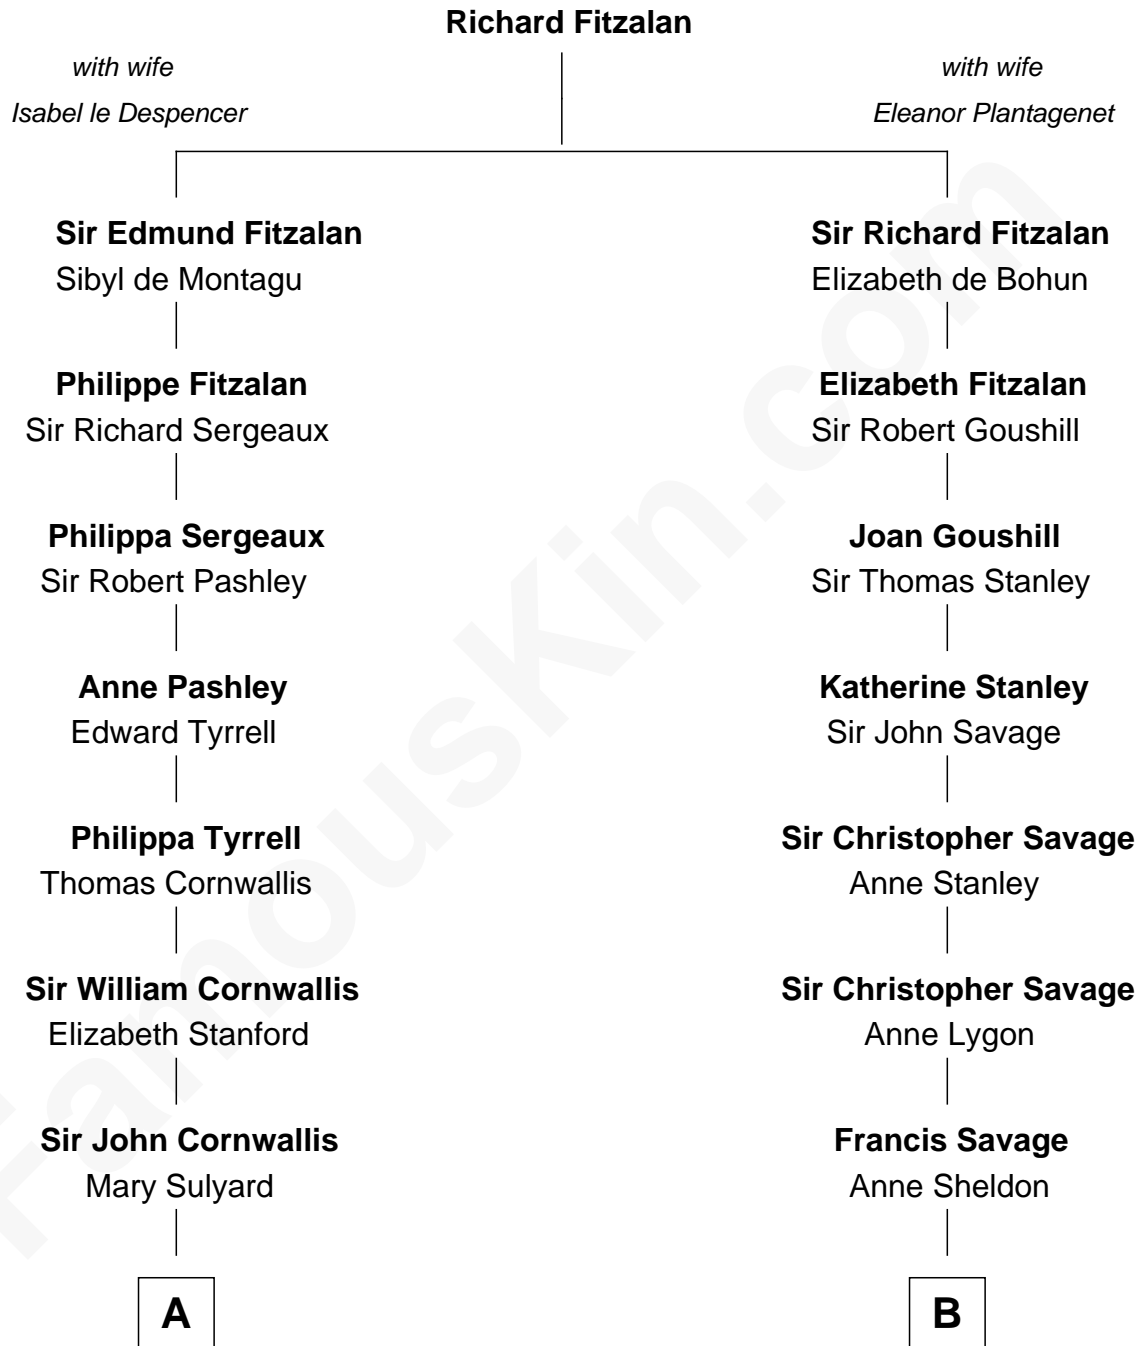 Richard Fitzalan
with wife
Isabel le Despencer
with wife
Eleanor Plantagenet
Sir Edmund Fitzalan
Sibyl de Montagu
Sir Richard Fitzalan
Elizabeth de Bohun
Philippe Fitzalan
Sir Richard Sergeaux
Elizabeth Fitzalan
Sir Robert Goushill
Philippa Sergeaux
Sir Robert Pashley
Joan Goushill
Sir Thomas Stanley
Anne Pashley
Edward Tyrrell
Katherine Stanley
Sir John Savage
Philippa Tyrrell
Thomas Cornwallis
Sir Christopher Savage
Anne Stanley
Sir William Cornwallis
Elizabeth Stanford
Sir Christopher Savage
Anne Lygon
Sir John Cornwallis
Mary Sulyard
Francis Savage
Anne Sheldon
A
B
FamousKin.com